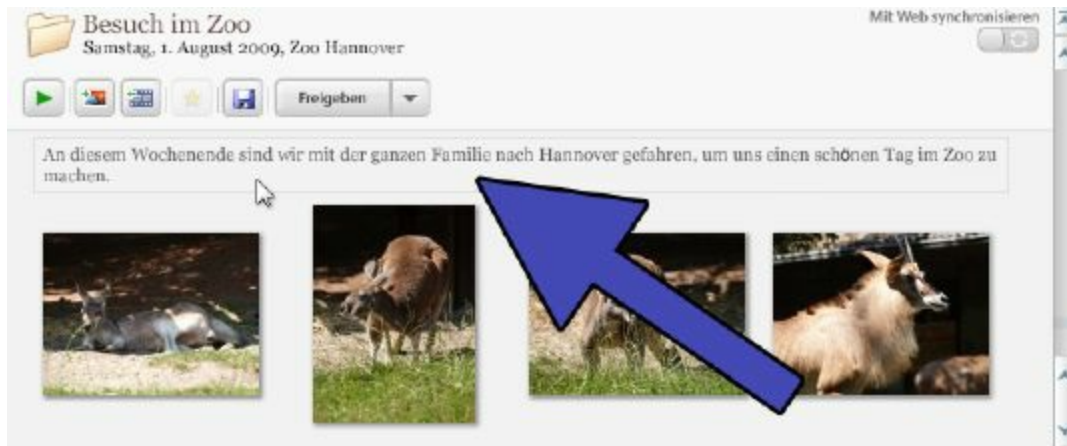 Besuch im Zoo
Mit Web synchronisieren
Samstag, 1. August 2009, Zoo Hannover
Freigeben
An diesem Wochenende sind wir mit der ganzen Familie nach Hannover gefahren, um uns einen schönen Tag im Zoo zu
machen.